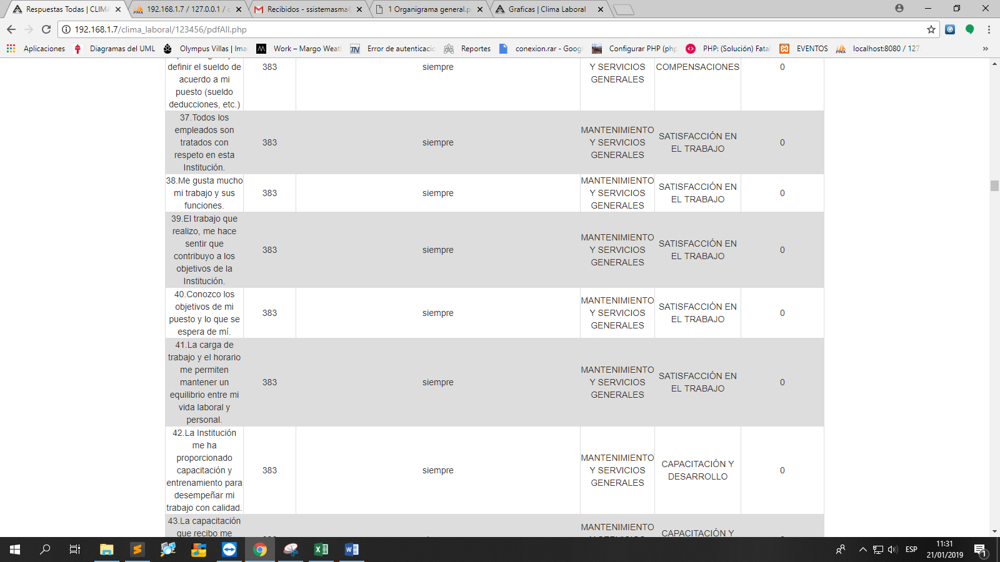 Respuestas Todas | CLIMA
192.168.1.7 / 127.0.0.1 / c
Recibidos - ssistemasma@
1 Organigrama general.p
Graficas | Clima Laboral
192.168.1.7/clima_laboral/123456/pdfAll.php
Aplicaciones
Diagramas del UML
Olympus Villas | Ima
Work – Margo Weat
Error de autenticaci
Reportes
conexion.rar - Goog
Configurar PHP (php
PHP: (Solución) Fatal
EVENTOS
localhost:8080 / 127
»
definir el sueldo de
acuerdo a mi
puesto (sueldo
deducciones, etc.)
383
siempre
Y SERVICIOS
GENERALES
COMPENSACIONES
0
37.Todos los
empleados son
tratados con
respeto en esta
Institución.
383
siempre
MANTENIMIENTO
Y SERVICIOS
GENERALES
SATISFACCIÓN EN
EL TRABAJO
0
38.Me gusta mucho
mi trabajo y sus
funciones.
383
siempre
MANTENIMIENTO
Y SERVICIOS
GENERALES
SATISFACCIÓN EN
EL TRABAJO
0
39.El trabajo que
realizo, me hace
sentir que
contribuyo a los
objetivos de la
Institución.
383
siempre
MANTENIMIENTO
Y SERVICIOS
GENERALES
SATISFACCIÓN EN
EL TRABAJO
0
40.Conozco los
objetivos de mi
puesto y lo que se
espera de mí.
383
siempre
MANTENIMIENTO
Y SERVICIOS
GENERALES
SATISFACCIÓN EN
EL TRABAJO
0
41.La carga de
trabajo y el horario
me permiten
mantener un
equilibrio entre mi
vida laboral y
personal.
383
siempre
MANTENIMIENTO
Y SERVICIOS
GENERALES
SATISFACCIÓN EN
EL TRABAJO
0
42.La Institución
me ha
proporcionado
capacitación y
entrenamiento para
desempeñar mi
trabajo con calidad.
383
siempre
MANTENIMIENTO
Y SERVICIOS
GENERALES
CAPACITACIÓN Y
DESARROLLO
0
43.La capacitación
que recibo me
MANTENIMIENTO
CAPACITACIÓN Y
ESP
11:31
21/01/2019
1